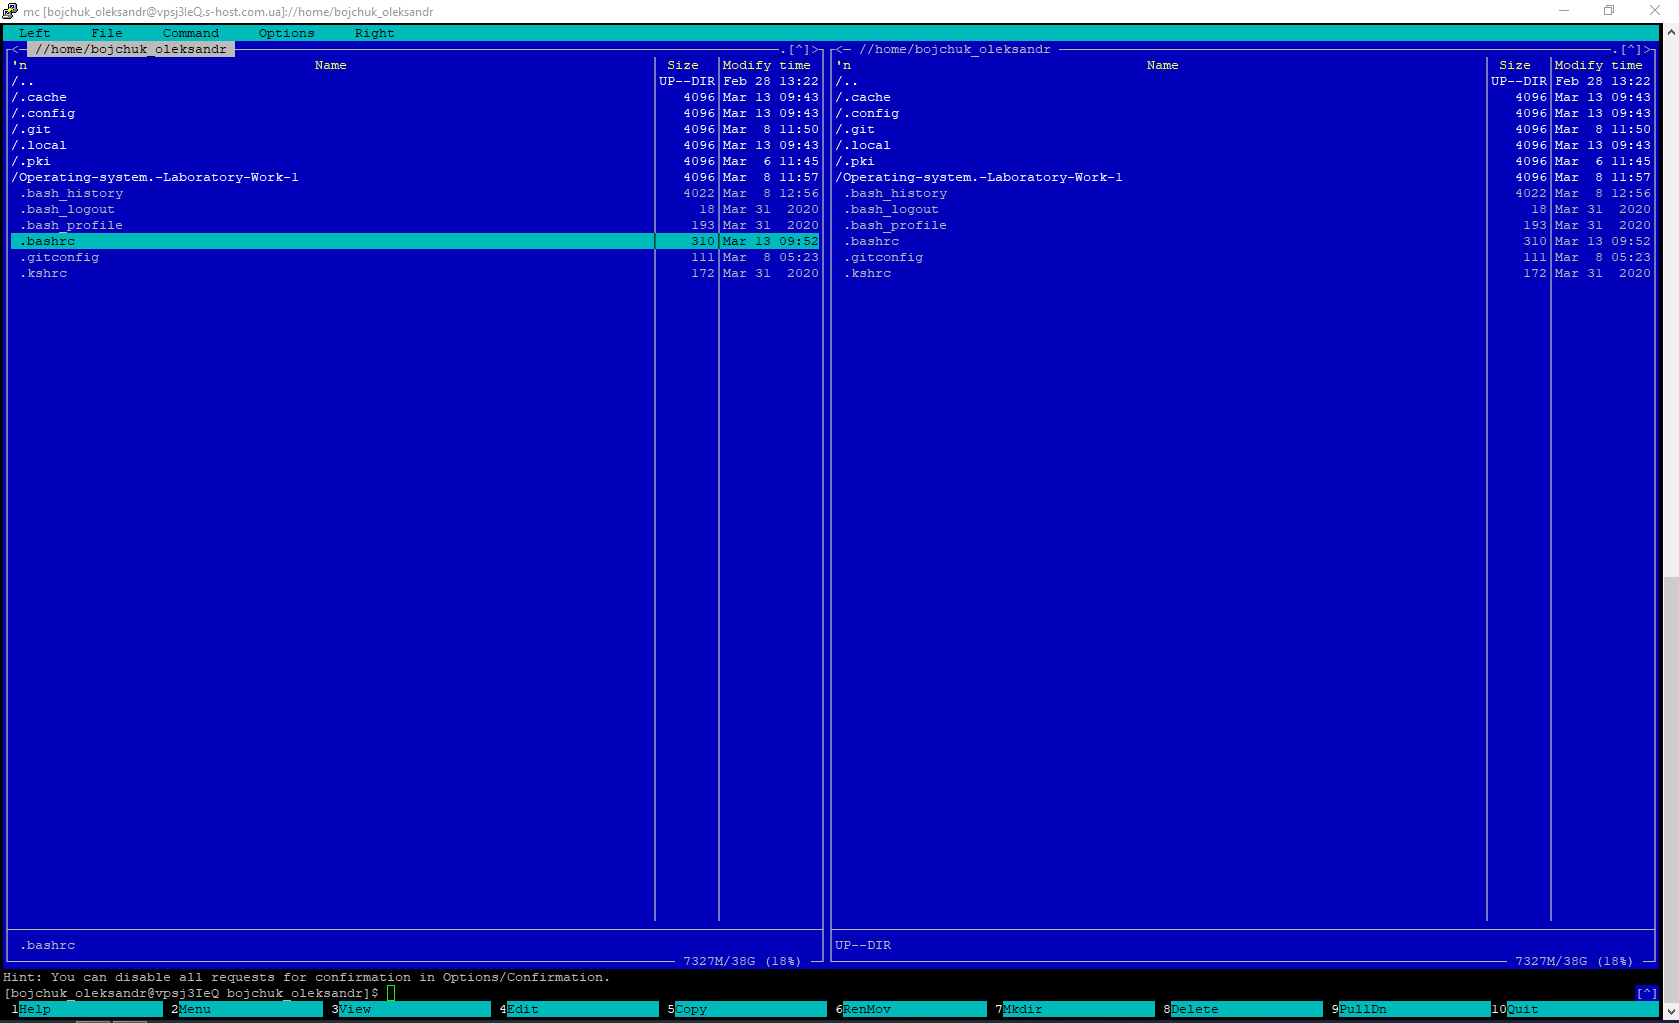 mc [bojchuk_oleksandr@vpsj3IeQ.s-host.com.ua]://home/bojchuk_oleksandr
Left File Command Options Right
<─ //home/bojchuk_oleksandr .[^]> <─ //home/bojchuk_oleksandr .[^]>
'n Name Size Modify time 'n Name Size Modify time
/.. UP--DIR Feb 28 13:22 /.. UP--DIR Feb 28 13:22
/.cache 4096 Mar 13 09:43 /.cache 4096 Mar 13 09:43
/.config 4096 Mar 13 09:43 /.config 4096 Mar 13 09:43
/.git 4096 Mar 8 11:50 /.git 4096 Mar 8 11:50
/.local 4096 Mar 13 09:43 /.local 4096 Mar 13 09:43
/.pki 4096 Mar 6 11:45 /.pki 4096 Mar 6 11:45
/Operating-system.-Laboratory-Work-1 4096 Mar 8 11:57 /Operating-system.-Laboratory-Work-1 4096 Mar 8 11:57
.bash_history 4022 Mar 8 12:56 .bash_history 4022 Mar 8 12:56
.bash_logout 18 Mar 31 2020 .bash_logout 18 Mar 31 2020
.bash_profile 193 Mar 31 2020 .bash_profile 193 Mar 31 2020
.bashrc 310 Mar 13 09:52 .bashrc 310 Mar 13 09:52
.gitconfig 111 Mar 8 05:23 .gitconfig 111 Mar 8 05:23
.kshrc 172 Mar 31 2020 .kshrc 172 Mar 31 2020
.bashrc UP--DIR
7327M/38G (18%) 7327M/38G (18%)
Hint: You can disable all requests for confirmation in Options/Confirmation.
[bojchuk_oleksandr@vpsj3IeQ bojchuk_oleksandr]$ [^]
1Help 2Menu 3View 4Edit 5Copy 6RenMov 7Mkdir 8Delete 9PullDn 10Quit